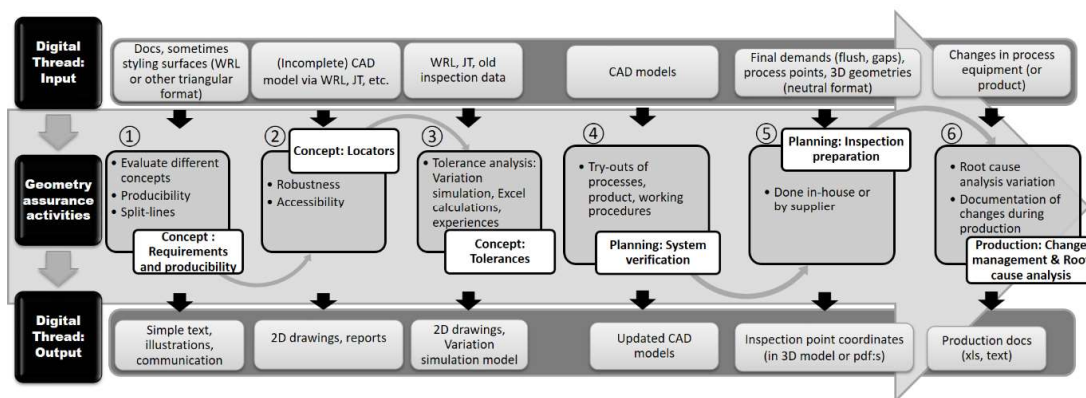 Digital
Thread:
Input
Docs, sometimes
styling surfaces (WRL
or other triangular
format)
(Incomplete) CAD
model via WRL, JT, etc.
WRL, JT, old
inspection data
CAD models
Final demands (flush, gaps),
process points, 3D geometries
(neutral format)
Changes in process
equipment (or
product)
Geometry
assurance
activities
①
• Evaluate different
concepts
• Producibility
• Split-lines
Concept :
Requirements
and producibility
②
Concept: Locators
• Robustness
• Accessibility
③
• Tolerance analysis:
Variation
simulation, Excel
calculations,
experiences
Concept:
Tolerances
④
• Try-outs of
processes,
product, working
procedures
Planning: System
verification
⑤
Planning: Inspection
preparation
• Done in-house or
by supplier
⑥
• Root cause
analysis variation
• Documentation of
changes during
production
Production: Change
management & Root
cause analysis
Digital
Thread:
Output
Simple text,
illustrations,
communication
2D drawings, reports
2D drawings,
Variation
simulation model
Updated CAD
models
Inspection point coordinates
(in 3D model or pdf:s)
Production docs
(xls, text)